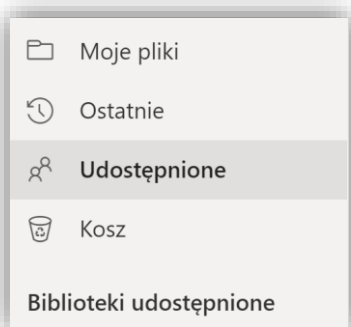 Moje pliki
Ostatnie
Udostępnione
Kosz
Biblioteki udostępnione